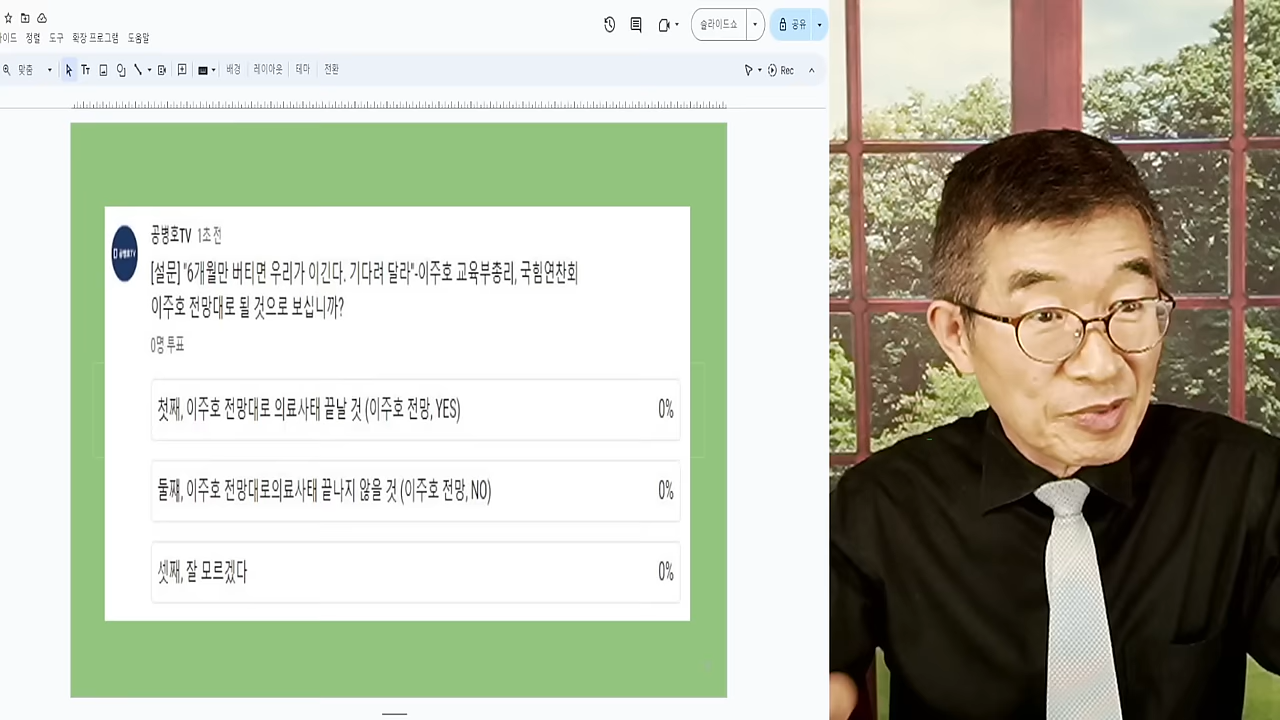 슬라이드쇼
공유
정렬 도구 확장 프로그램 도움말
맞춤 배경 레이아웃 테마 전환 Rec
공병호TV
공병호TV 1초 전
[설문] "6개월만 버티면 우리가 이긴다. 기다려 달라"-이주호 교육부총리, 국힘연찬회
이주호 전망대로 될 것으로 보십니까?
0명 투표
첫째, 이주호 전망대로 의료사태 끝날 것 (이주호 전망, YES) 0%
둘째, 이주호 전망대로의료사태 끝나지 않을 것 (이주호 전망, NO) 0%
셋째, 잘 모르겠다 0%